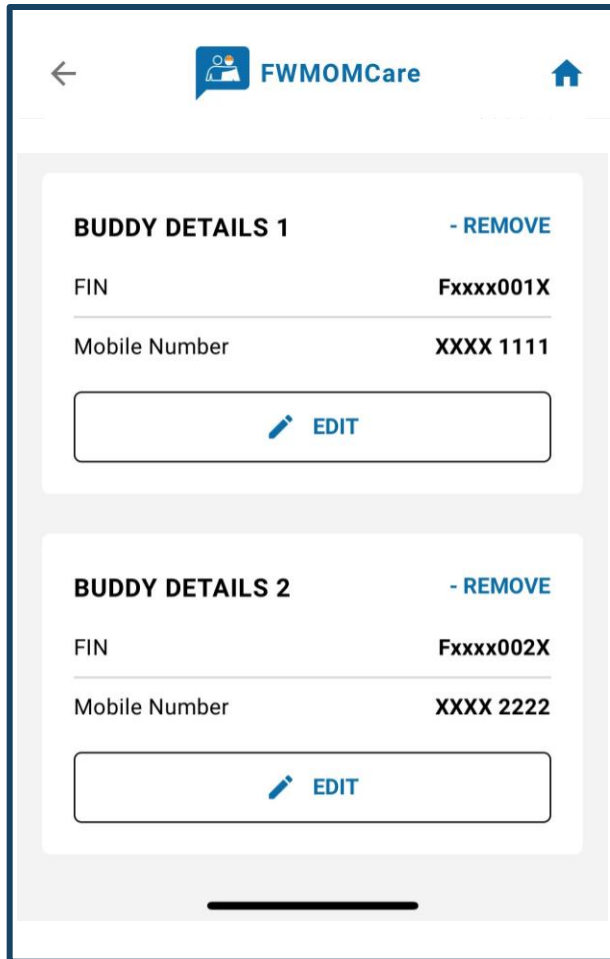 FWMOMCare
BUDDY DETAILS 1 - REMOVE
FIN Fxxxx001X
Mobile Number XXXX 1111
EDIT
BUDDY DETAILS 2 - REMOVE
FIN Fxxxx002X
Mobile Number XXXX 2222
EDIT